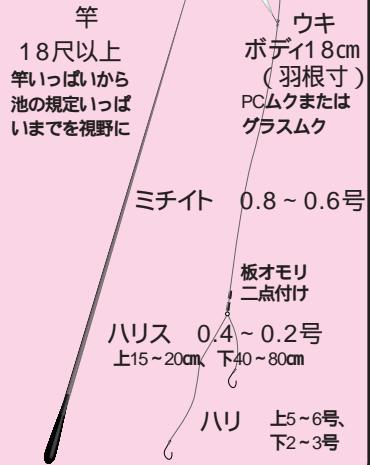 竿
18尺以上
竿いっぱいから
池の規定いっぱ
いまでを視野に
ウキ
ボディ18㎝
（羽根寸）
PCムクまたは
グラスムク
ミチイト 0.8～0.6号
板オモリ
二点付け
ハリス 0.4～0.2号
上15～20㎝、下40～80㎝
ハリ 上5～6号、
下2～3号